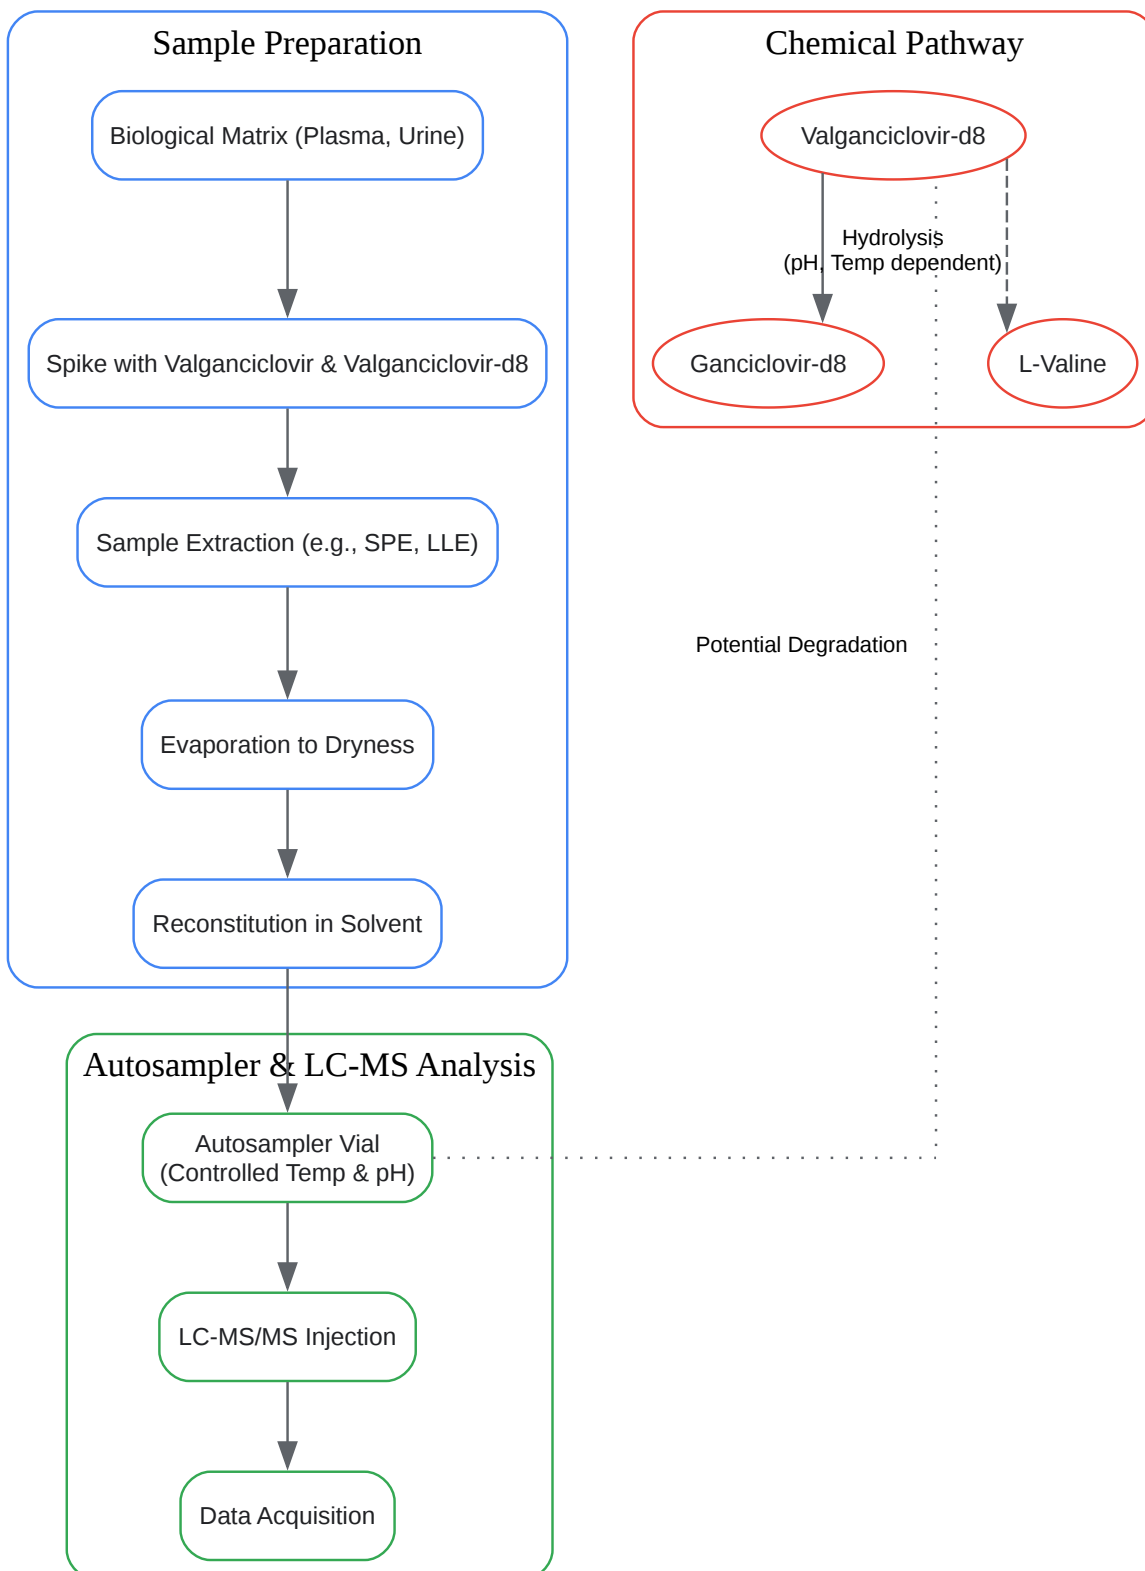 Sample Preparation
Biological Matrix (Plasma, Urine)
Spike with Valganciclovir & Valganciclovir-d8
Sample Extraction (e.g., SPE, LLE)
Evaporation to Dryness
Reconstitution in Solvent
Autosampler & LC-MS Analysis
Autosampler Vial
(Controlled Temp & pH)
LC-MS/MS Injection
Data Acquisition
Chemical Pathway
Valganciclovir-d8
Hydrolysis
(pH, Temp dependent)
Ganciclovir-d8
L-Valine
Potential Degradation